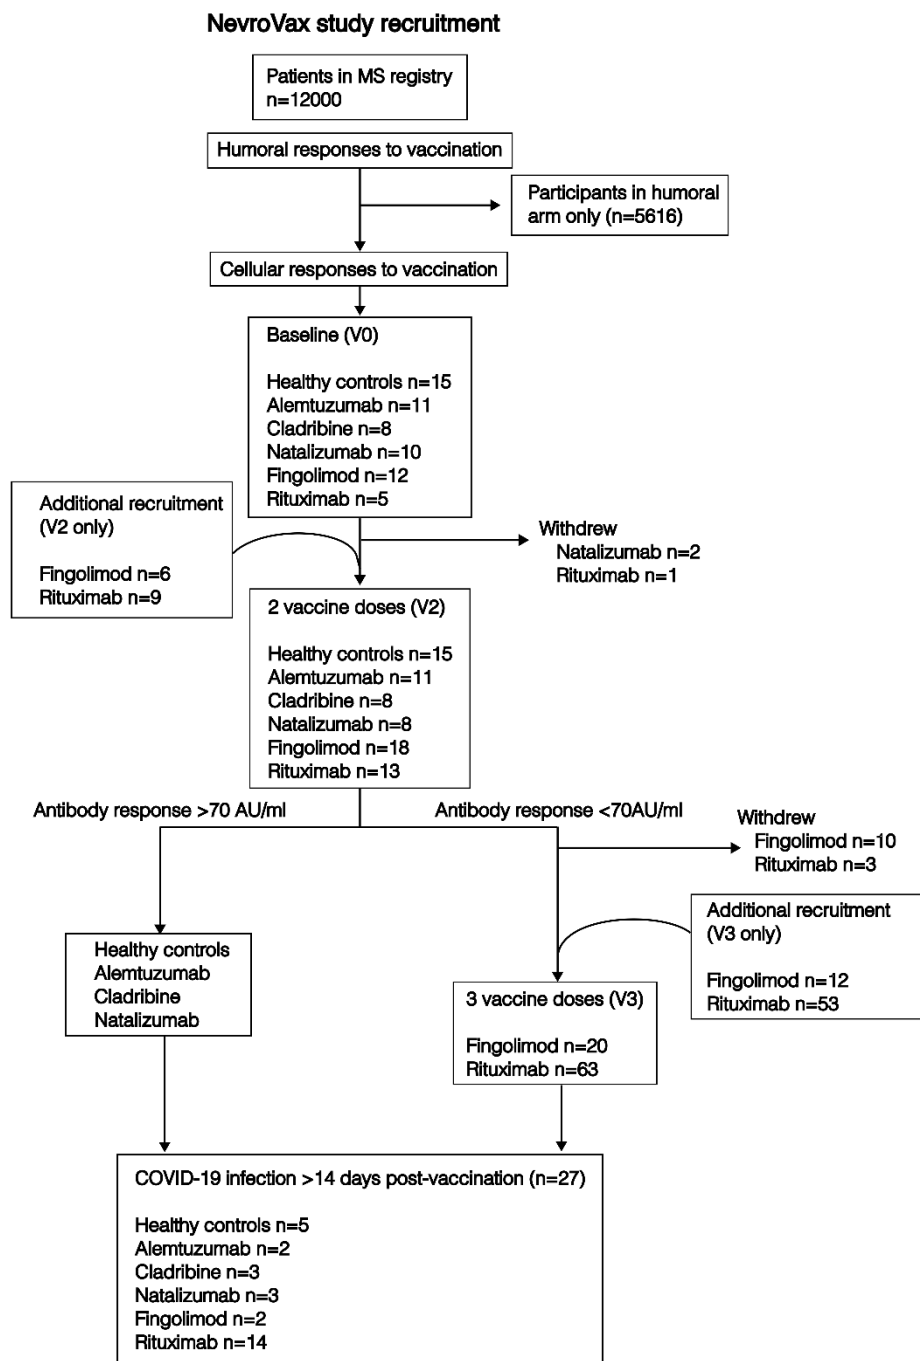 NevroVax study recruitment
Patients in MS registry
n=12000
Humoral responses to vaccination
Participants in humoral
arm only (n=5616)
Cellular responses to vaccination
Baseline (V0)
Healthy controls n=15
Alemtuzumab n=11
Cladribine n=8
Natalizumab n=10
Fingolimod n=12
Rituximab n=5
Additional recruitment
(V2 only)
Fingolimod n=6
Rituximab n=9
Withdrew
Natalizumab n=2
Rituximab n=1
2 vaccine doses (V2)
Healthy controls n=15
Alemtuzumab n=11
Cladribine n=8
Natalizumab n=8
Fingolimod n=18
Rituximab n=13
Antibody response >70 AU/ml
Antibody response <70AU/ml
Withdrew
Fingolimod n=10
Rituximab n=3
Additional recruitment
(V3 only)
Fingolimod n=12
Rituximab n=53
Healthy controls
Alemtuzumab
Cladribine
Natalizumab
3 vaccine doses (V3)
Fingolimod n=20
Rituximab n=63
COVID-19 infection >14 days post-vaccination (n=27)
Healthy controls n=5
Alemtuzumab n=2
Cladribine n=3
Natalizumab n=3
Fingolimod n=2
Rituximab n=14